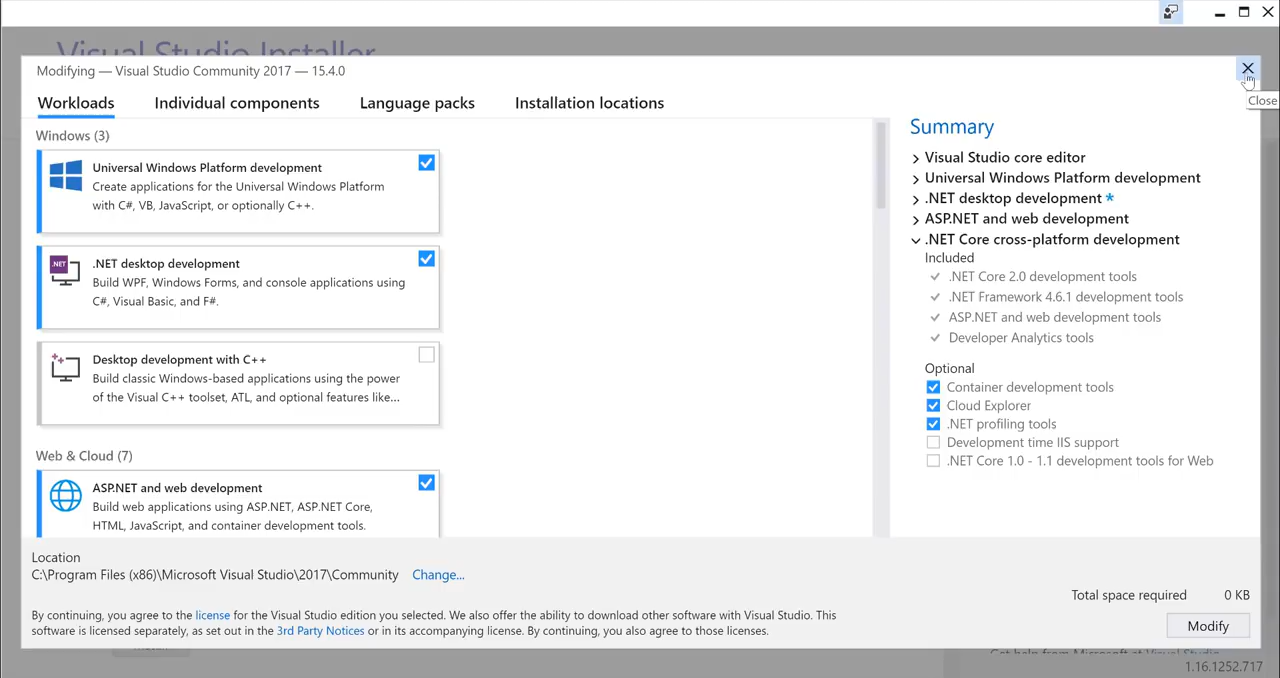 Visual Studio Installer
Modifying — Visual Studio Community 2017 — 15.4.0
Close
Workloads Individual components Language packs Installation locations
Windows (3)
Universal Windows Platform development
Create applications for the Universal Windows Platform
with C#, VB, JavaScript, or optionally C++.
.NET
.NET desktop development
Build WPF, Windows Forms, and console applications using
C#, Visual Basic, and F#.
Desktop development with C++
Build classic Windows-based applications using the power
of the Visual C++ toolset, ATL, and optional features like...
Web & Cloud (7)
ASP.NET and web development
Build web applications using ASP.NET, ASP.NET Core,
HTML, JavaScript, and container development tools.
Summary
Visual Studio core editor
Universal Windows Platform development
.NET desktop development *
ASP.NET and web development
.NET Core cross-platform development
Included
.NET Core 2.0 development tools
.NET Framework 4.6.1 development tools
ASP.NET and web development tools
Developer Analytics tools
Optional
Container development tools
Cloud Explorer
.NET profiling tools
Development time IIS support
.NET Core 1.0 - 1.1 development tools for Web
Location
C:\Program Files (x86)\Microsoft Visual Studio\2017\Community Change...
Total space required 0 KB
By continuing, you agree to the license for the Visual Studio edition you selected. We also offer the ability to download other software with Visual Studio. This
software is licensed separately, as set out in the 3rd Party Notices or in its accompanying license. By continuing, you also agree to those licenses.
Modify
Get help from Microsoft at Visual Studio
1.16.1252.717